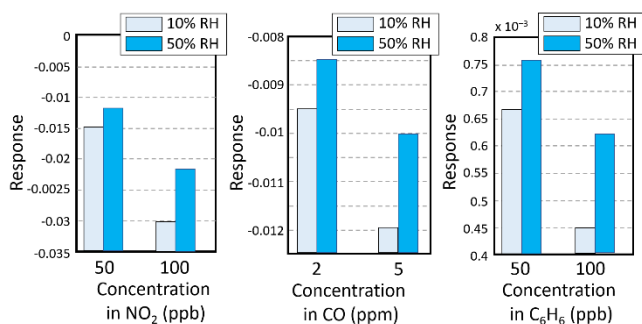 10% RH
50% RH
0
-0.005
-0.01
-0.015
-0.02
-0.0025
-0.03
-0.035
Response
50 100
Concentration
in NO₂ (ppb)
10% RH
50% RH
-0.008
-0.009
-0.01
-0.011
-0.012
Response
2 5
Concentration
in CO (ppm)
x 10⁻³
10% RH
50% RH
0.8
0.75
0.7
0.65
0.6
0.55
0.5
0.45
0.4
Response
50 100
Concentration
in C₆H₆ (ppb)